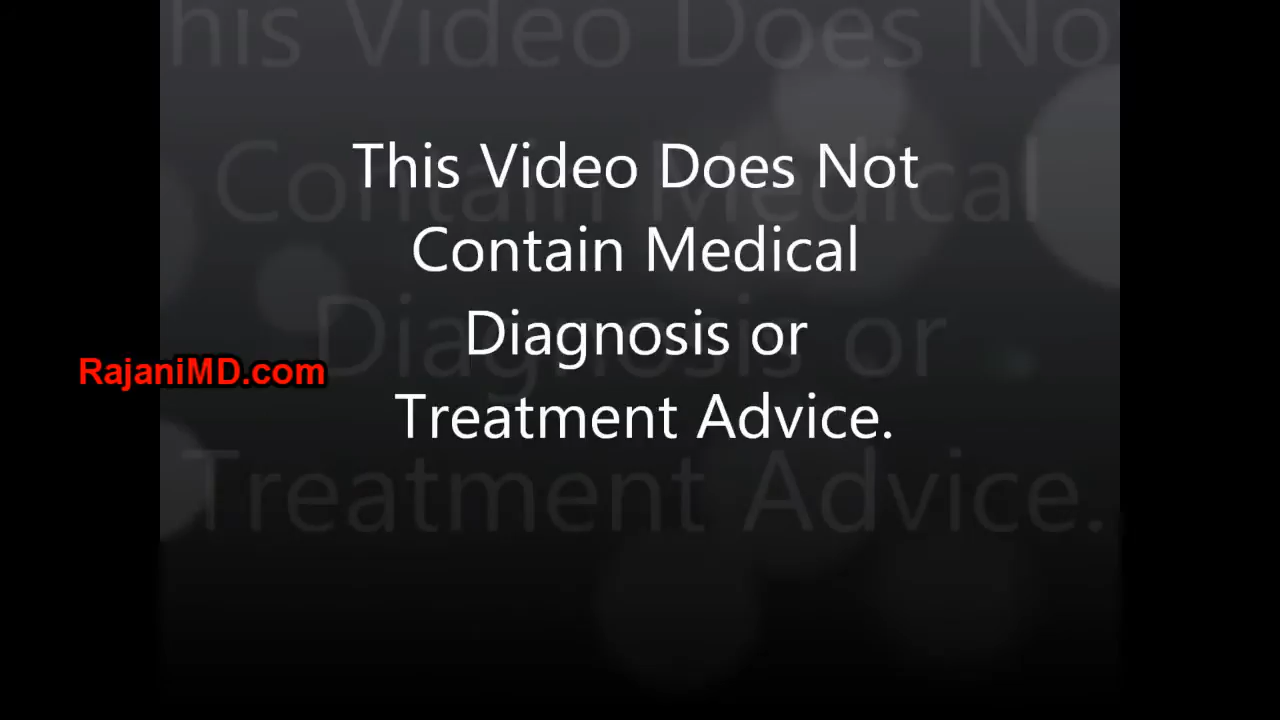 This Video Does Not
Contain Medical
Diagnosis or
RajaniMD.com
Treatment Advice.